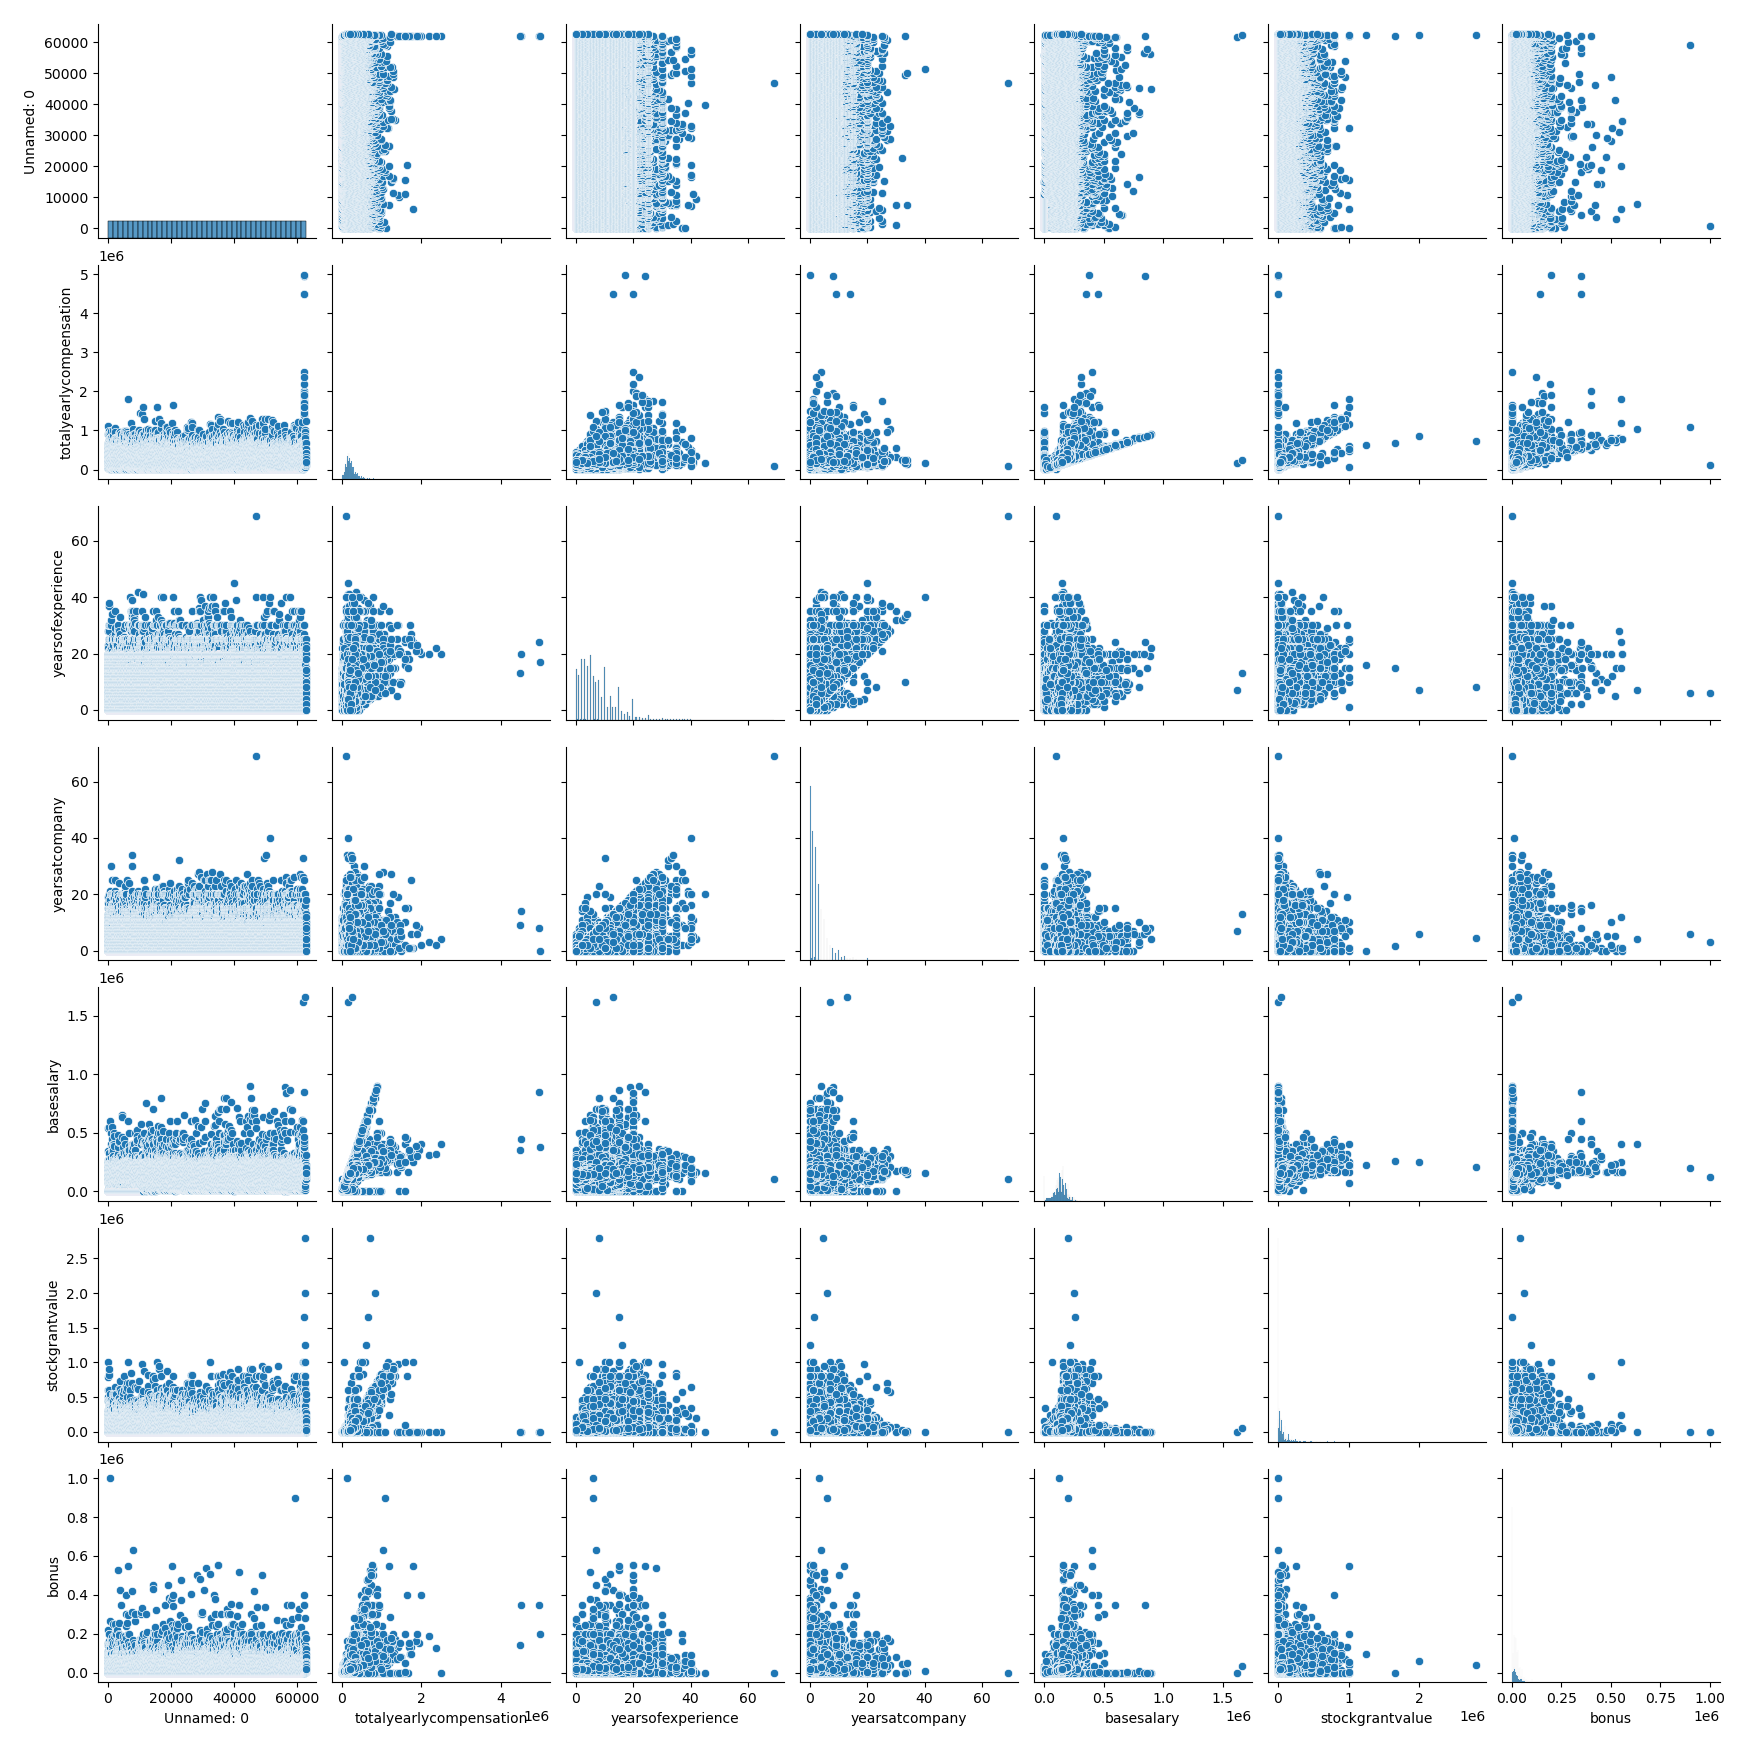 60000
50000
40000
30000
20000
10000
0
Unnamed: 0
1e6
5
4
3
2
1
0
totalyearlycompensation
60
40
20
0
yearsofexperience
60
40
20
0
yearsatcompany
1e6
1.5
1.0
0.5
0.0
basesalary
1e6
2.5
2.0
1.5
1.0
0.5
0.0
stockgrantvalue
1e6
1.0
0.8
0.6
0.4
0.2
0.0
bonus
0 20000 40000 60000
Unnamed: 0
0 2 4
totalyearlycompensation 1e6
0 20 40 60
yearsofexperience
0 20 40 60
yearsatcompany
0.0 0.5 1.0 1.5
basesalary 1e6
0 1 2
stockgrantvalue 1e6
0.00 0.25 0.50 0.75 1.00
bonus 1e6